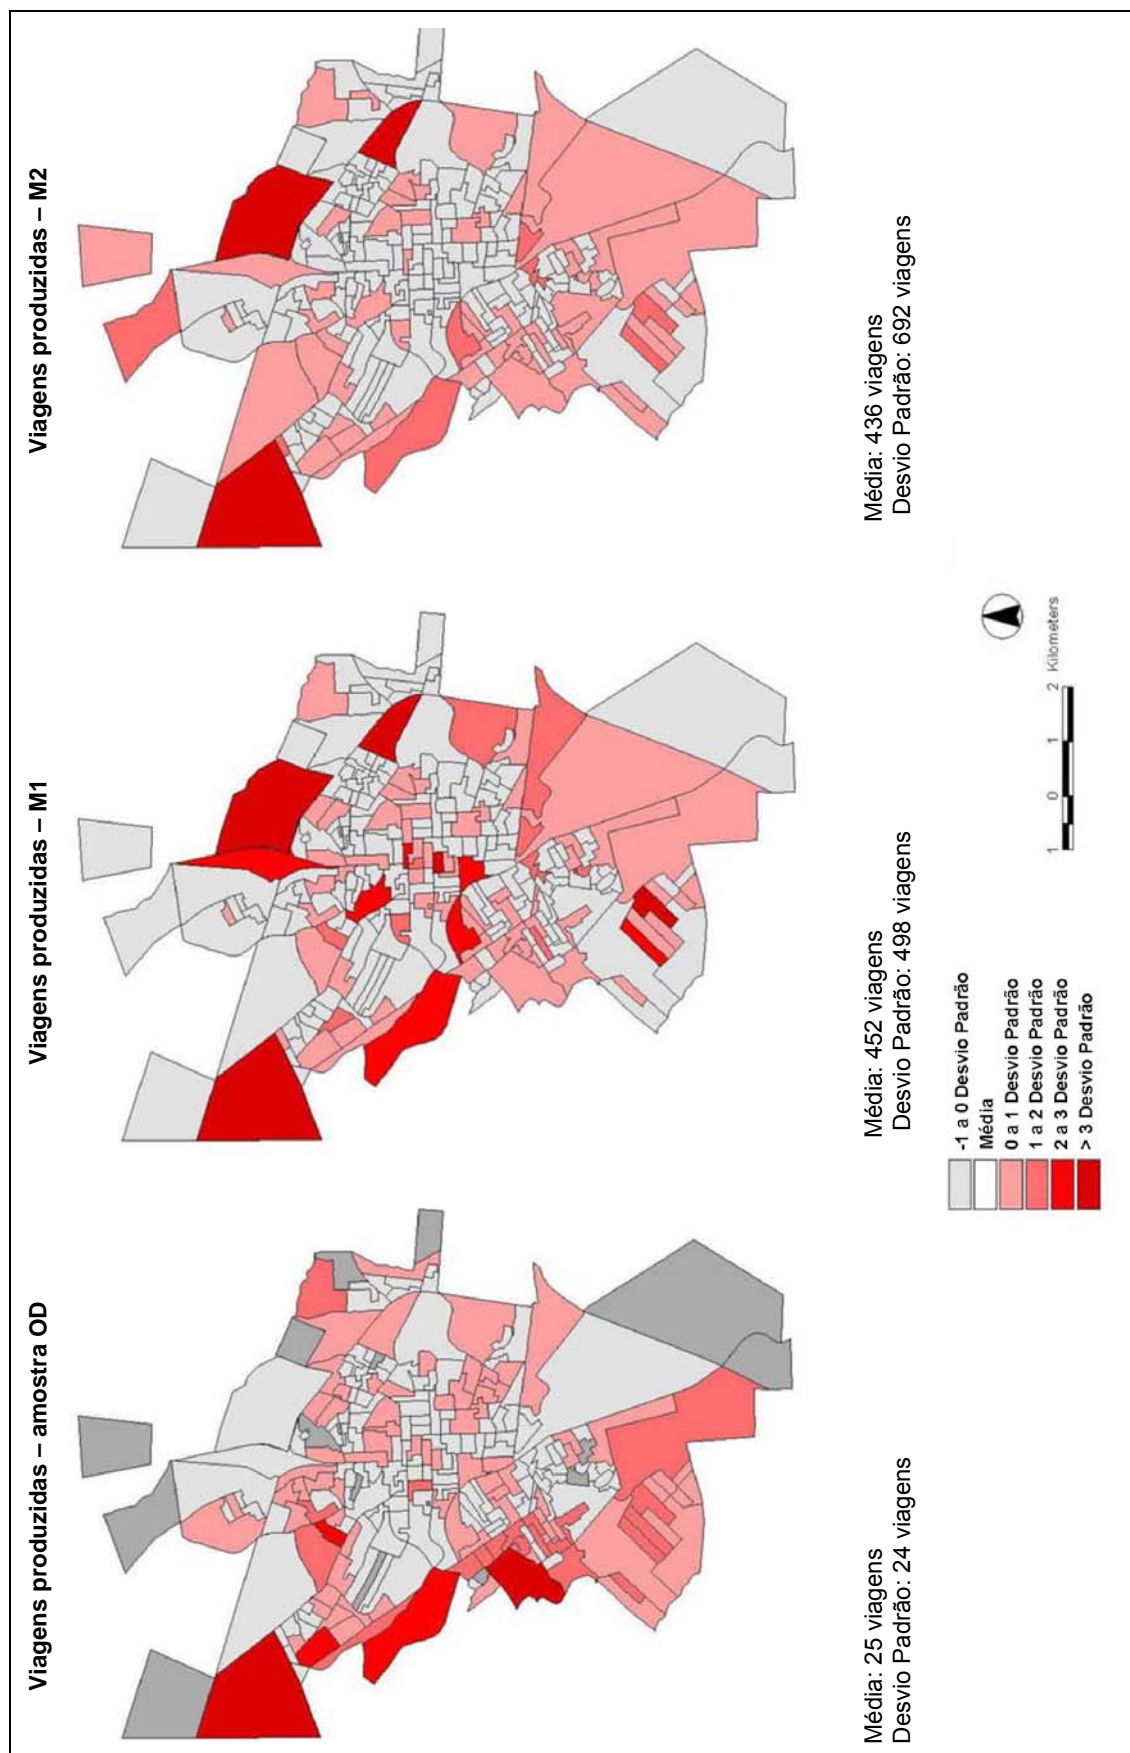 Viagens produzidas – amostra OD
Média: 25 viagens
Desvio Padrão: 24 viagens
Viagens produzidas – M1
Média: 452 viagens
Desvio Padrão: 498 viagens
Viagens produzidas – M2
Média: 436 viagens
Desvio Padrão: 692 viagens
-1 a 0 Desvio Padrão
Média
0 a 1 Desvio Padrão
1 a 2 Desvio Padrão
2 a 3 Desvio Padrão
> 3 Desvio Padrão
1 0 1 2 Kilometers